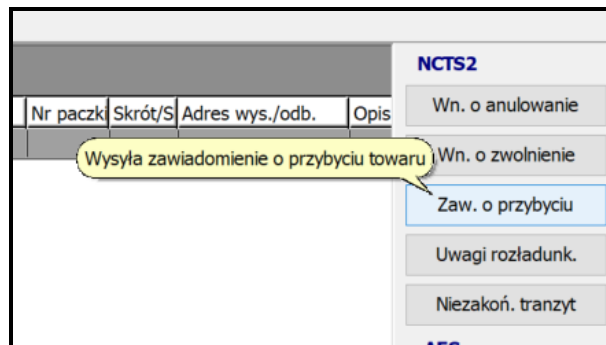 NCTS2
Nr paczki Skrót/S Adres wys./odb. Opis
Wn. o anulowanie
Wysyła zawiadomienie o przybyciu towaru
Wn. o zwolnienie
Zaw. o przybyciu
Uwagi rozładunk.
Niezakoń. tranzyt